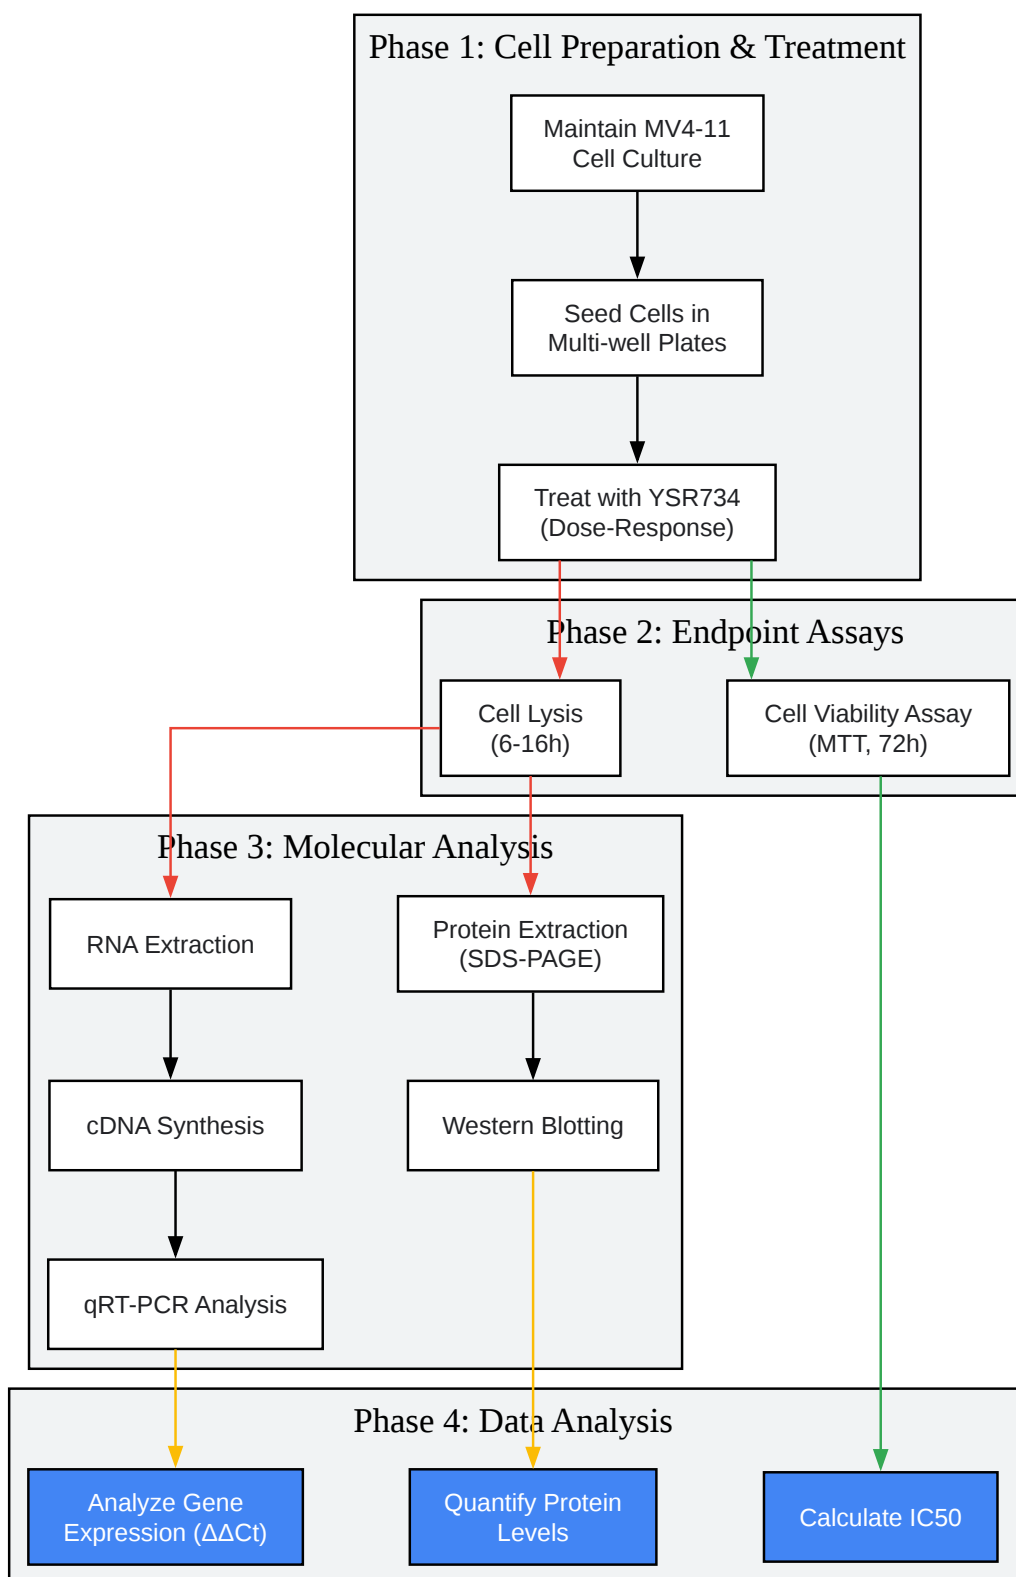 Phase 1: Cell Preparation & Treatment
Maintain MV4-11
Cell Culture
Seed Cells in
Multi-well Plates
Treat with YSR734
(Dose-Response)
Phase 2: Endpoint Assays
Cell Lysis
(6-16h)
Cell Viability Assay
(MTT, 72h)
Phase 3: Molecular Analysis
RNA Extraction
Protein Extraction
(SDS-PAGE)
cDNA Synthesis
Western Blotting
qRT-PCR Analysis
Phase 4: Data Analysis
Analyze Gene
Expression (ΔΔCt)
Quantify Protein
Levels
Calculate IC50